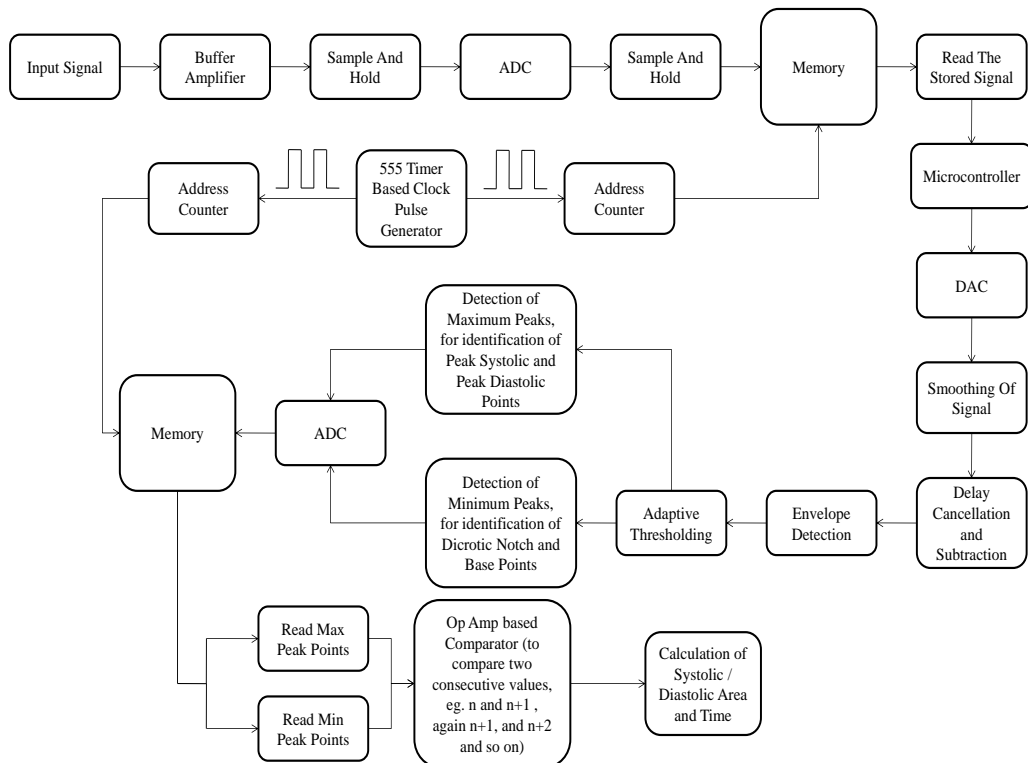 Input Signal
Buffer
Amplifier
Sample And
Hold
ADC
Sample And
Hold
Memory
Read The
Stored Signal
Address
Counter
555 Timer
Based Clock
Pulse
Generator
Address
Counter
Microcontroller
DAC
Detection of
Maximum Peaks,
for identification of
Peak Systolic and
Peak Diastolic
Points
Smoothing Of
Signal
Memory
ADC
Detection of
Minimum Peaks,
for identification of
Dicrotic Notch and
Base Points
Adaptive
Thresholding
Envelope
Detection
Delay
Cancellation
and
Subtraction
Read Max
Peak Points
Read Min
Peak Points
Op Amp based
Comparator (to
compare two
consecutive values,
eg. n and n+1 ,
again n+1, and n+2
and so on)
Calculation of
Systolic /
Diastolic Area
and Time